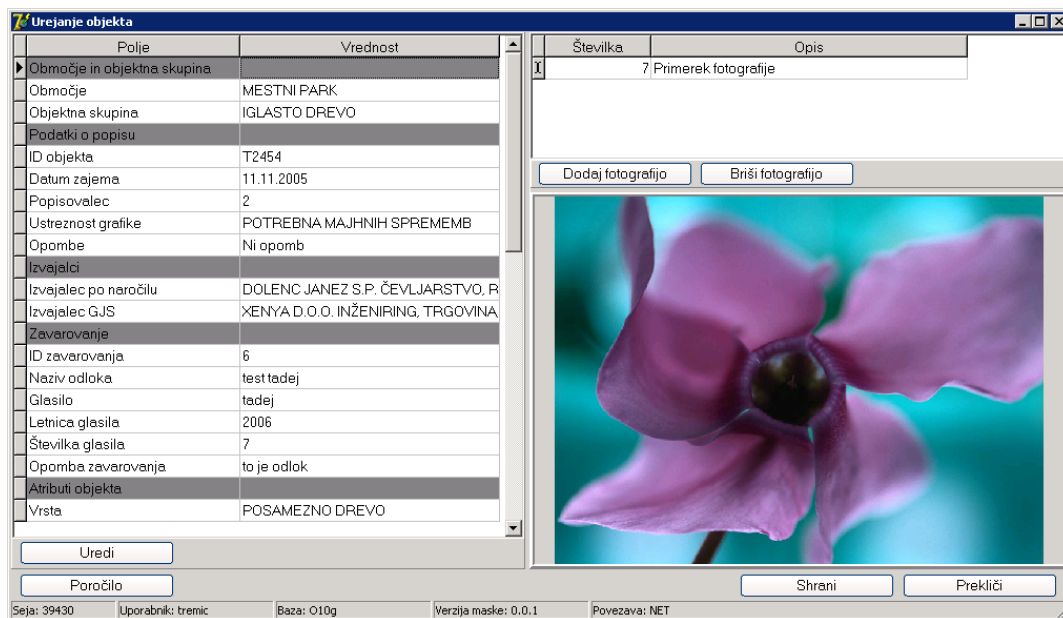 Urejanje objekta
Polje Vrednost
Območje in objektna skupina
Območje MESTNI PARK
Objektna skupina IGLASTO DREVO
Podatki o popisu
ID objekta T2454
Datum zajema 11.11.2005
Popisovalec 2
Ustreznost grafike POTREBNA MAJHNIH SPREMEMB
Opombe Ni opomb
Izvajalci
Izvajalec po naročilu DOLENC JANEZ S.P. ČEVLJARSTVO, R
Izvajalec GJS XENYA D.O.O. INŽENIRING, TRGOVINA,
Zavarovanje
ID zavarovanja 6
Naziv odloka test tadej
Glasilo tadej
Letnica glasila 2006
Številka glasila 7
Opomba zavarovanja to je odlok
Atributi objekta
Vrsta POSAMEZNO DREVO
Uredi
Številka Opis
7 Primerek fotografije
Dodaj fotografijo Briši fotografijo
Poročilo Shrani Prekliči
Seja: 39430 Uporabnik: tremic Baza: O10g Verzija maske: 0.0.1 Povezava: NET